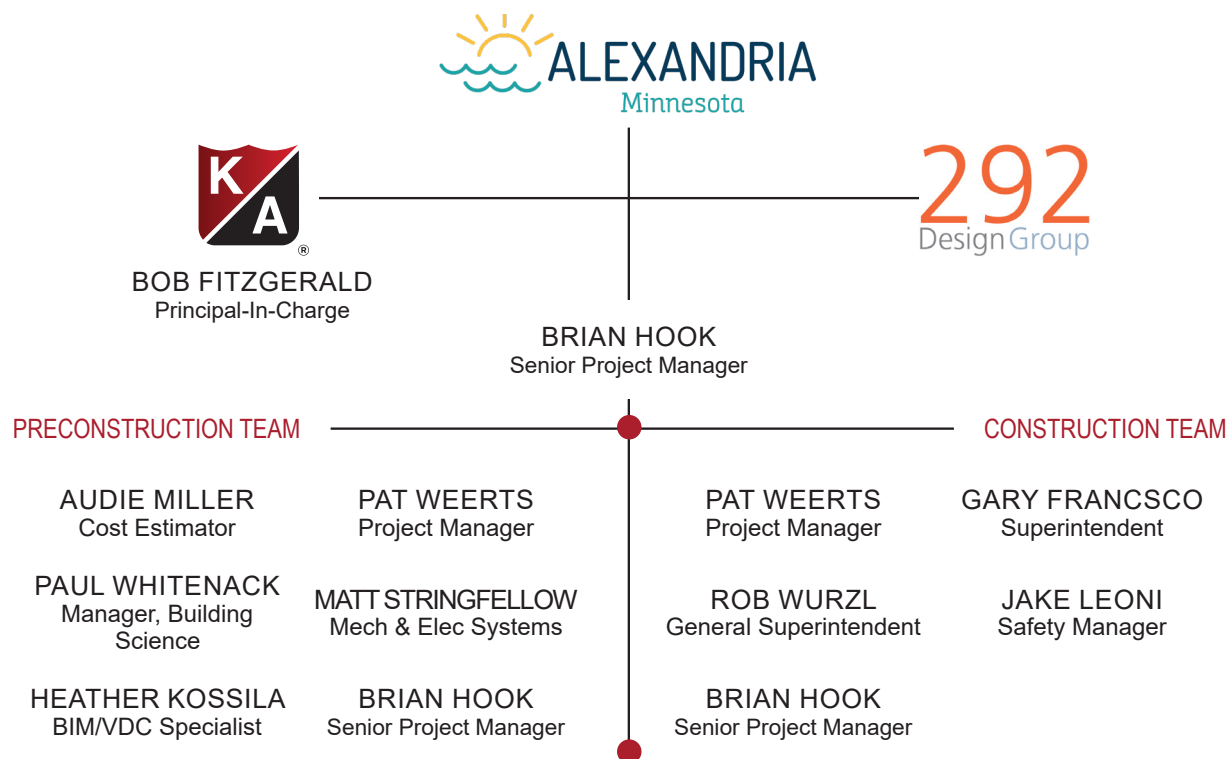 ALEXANDRIA
Minnesota
K
A
®
292
Design Group
BOB FITZGERALD
Principal-In-Charge
BRIAN HOOK
Senior Project Manager
PRECONSTRUCTION TEAM
CONSTRUCTION TEAM
AUDIE MILLER
Cost Estimator
PAT WEERTS
Project Manager
PAT WEERTS
Project Manager
GARY FRANCSCO
Superintendent
PAUL WHITENACK
Manager, Building
Science
MATT STRINGFELLOW
Mech & Elec Systems
ROB WURZL
General Superintendent
JAKE LEONI
Safety Manager
HEATHER KOSSILA
BIM/VDC Specialist
BRIAN HOOK
Senior Project Manager
BRIAN HOOK
Senior Project Manager